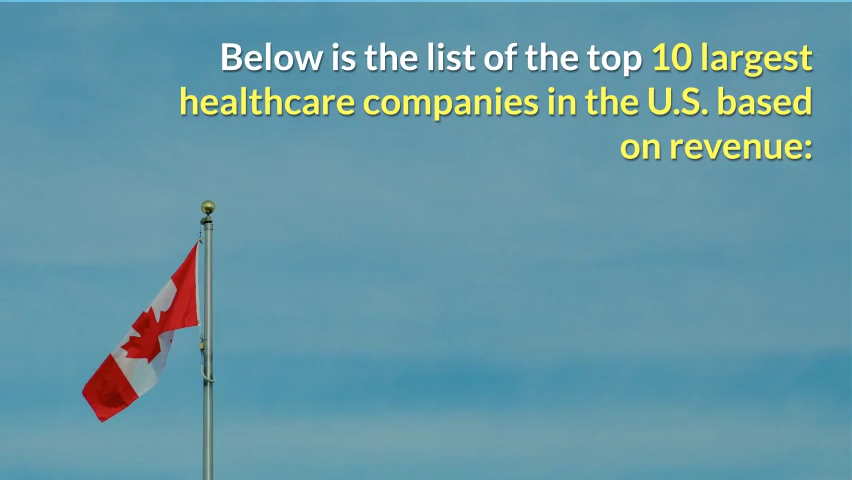 Below is the list of the top 10 largest
healthcare companies in the U.S. based
on revenue: